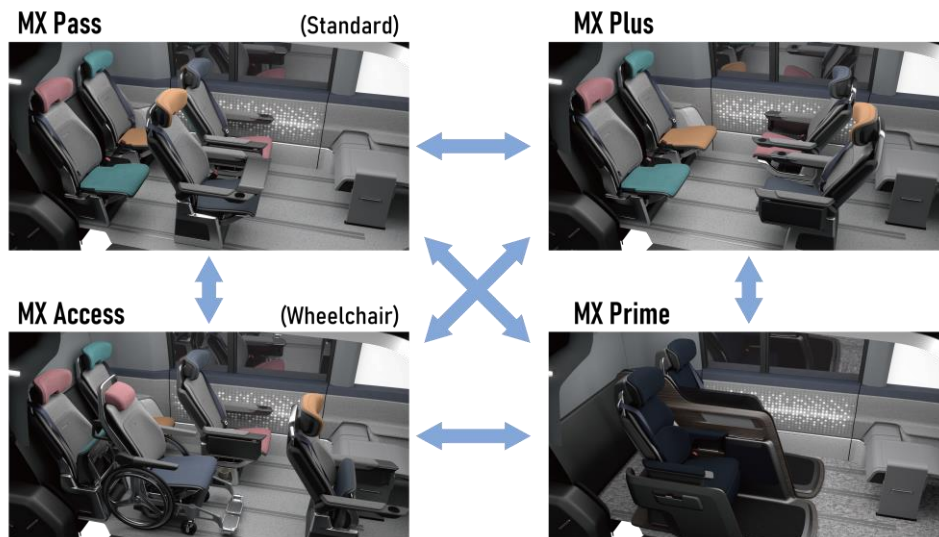 MX Pass (Standard)
MX Plus
MX Access (Wheelchair)
MX Prime